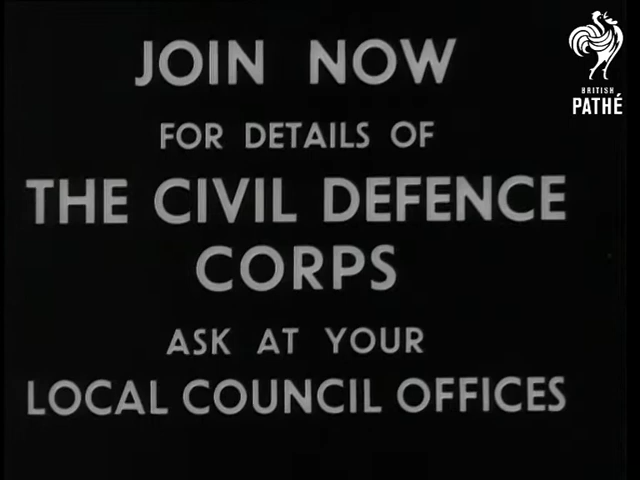 JOIN NOW
FOR DETAILS OF
THE CIVIL DEFENCE
CORPS
ASK AT YOUR
LOCAL COUNCIL OFFICES
BRITISH
PATHÉ